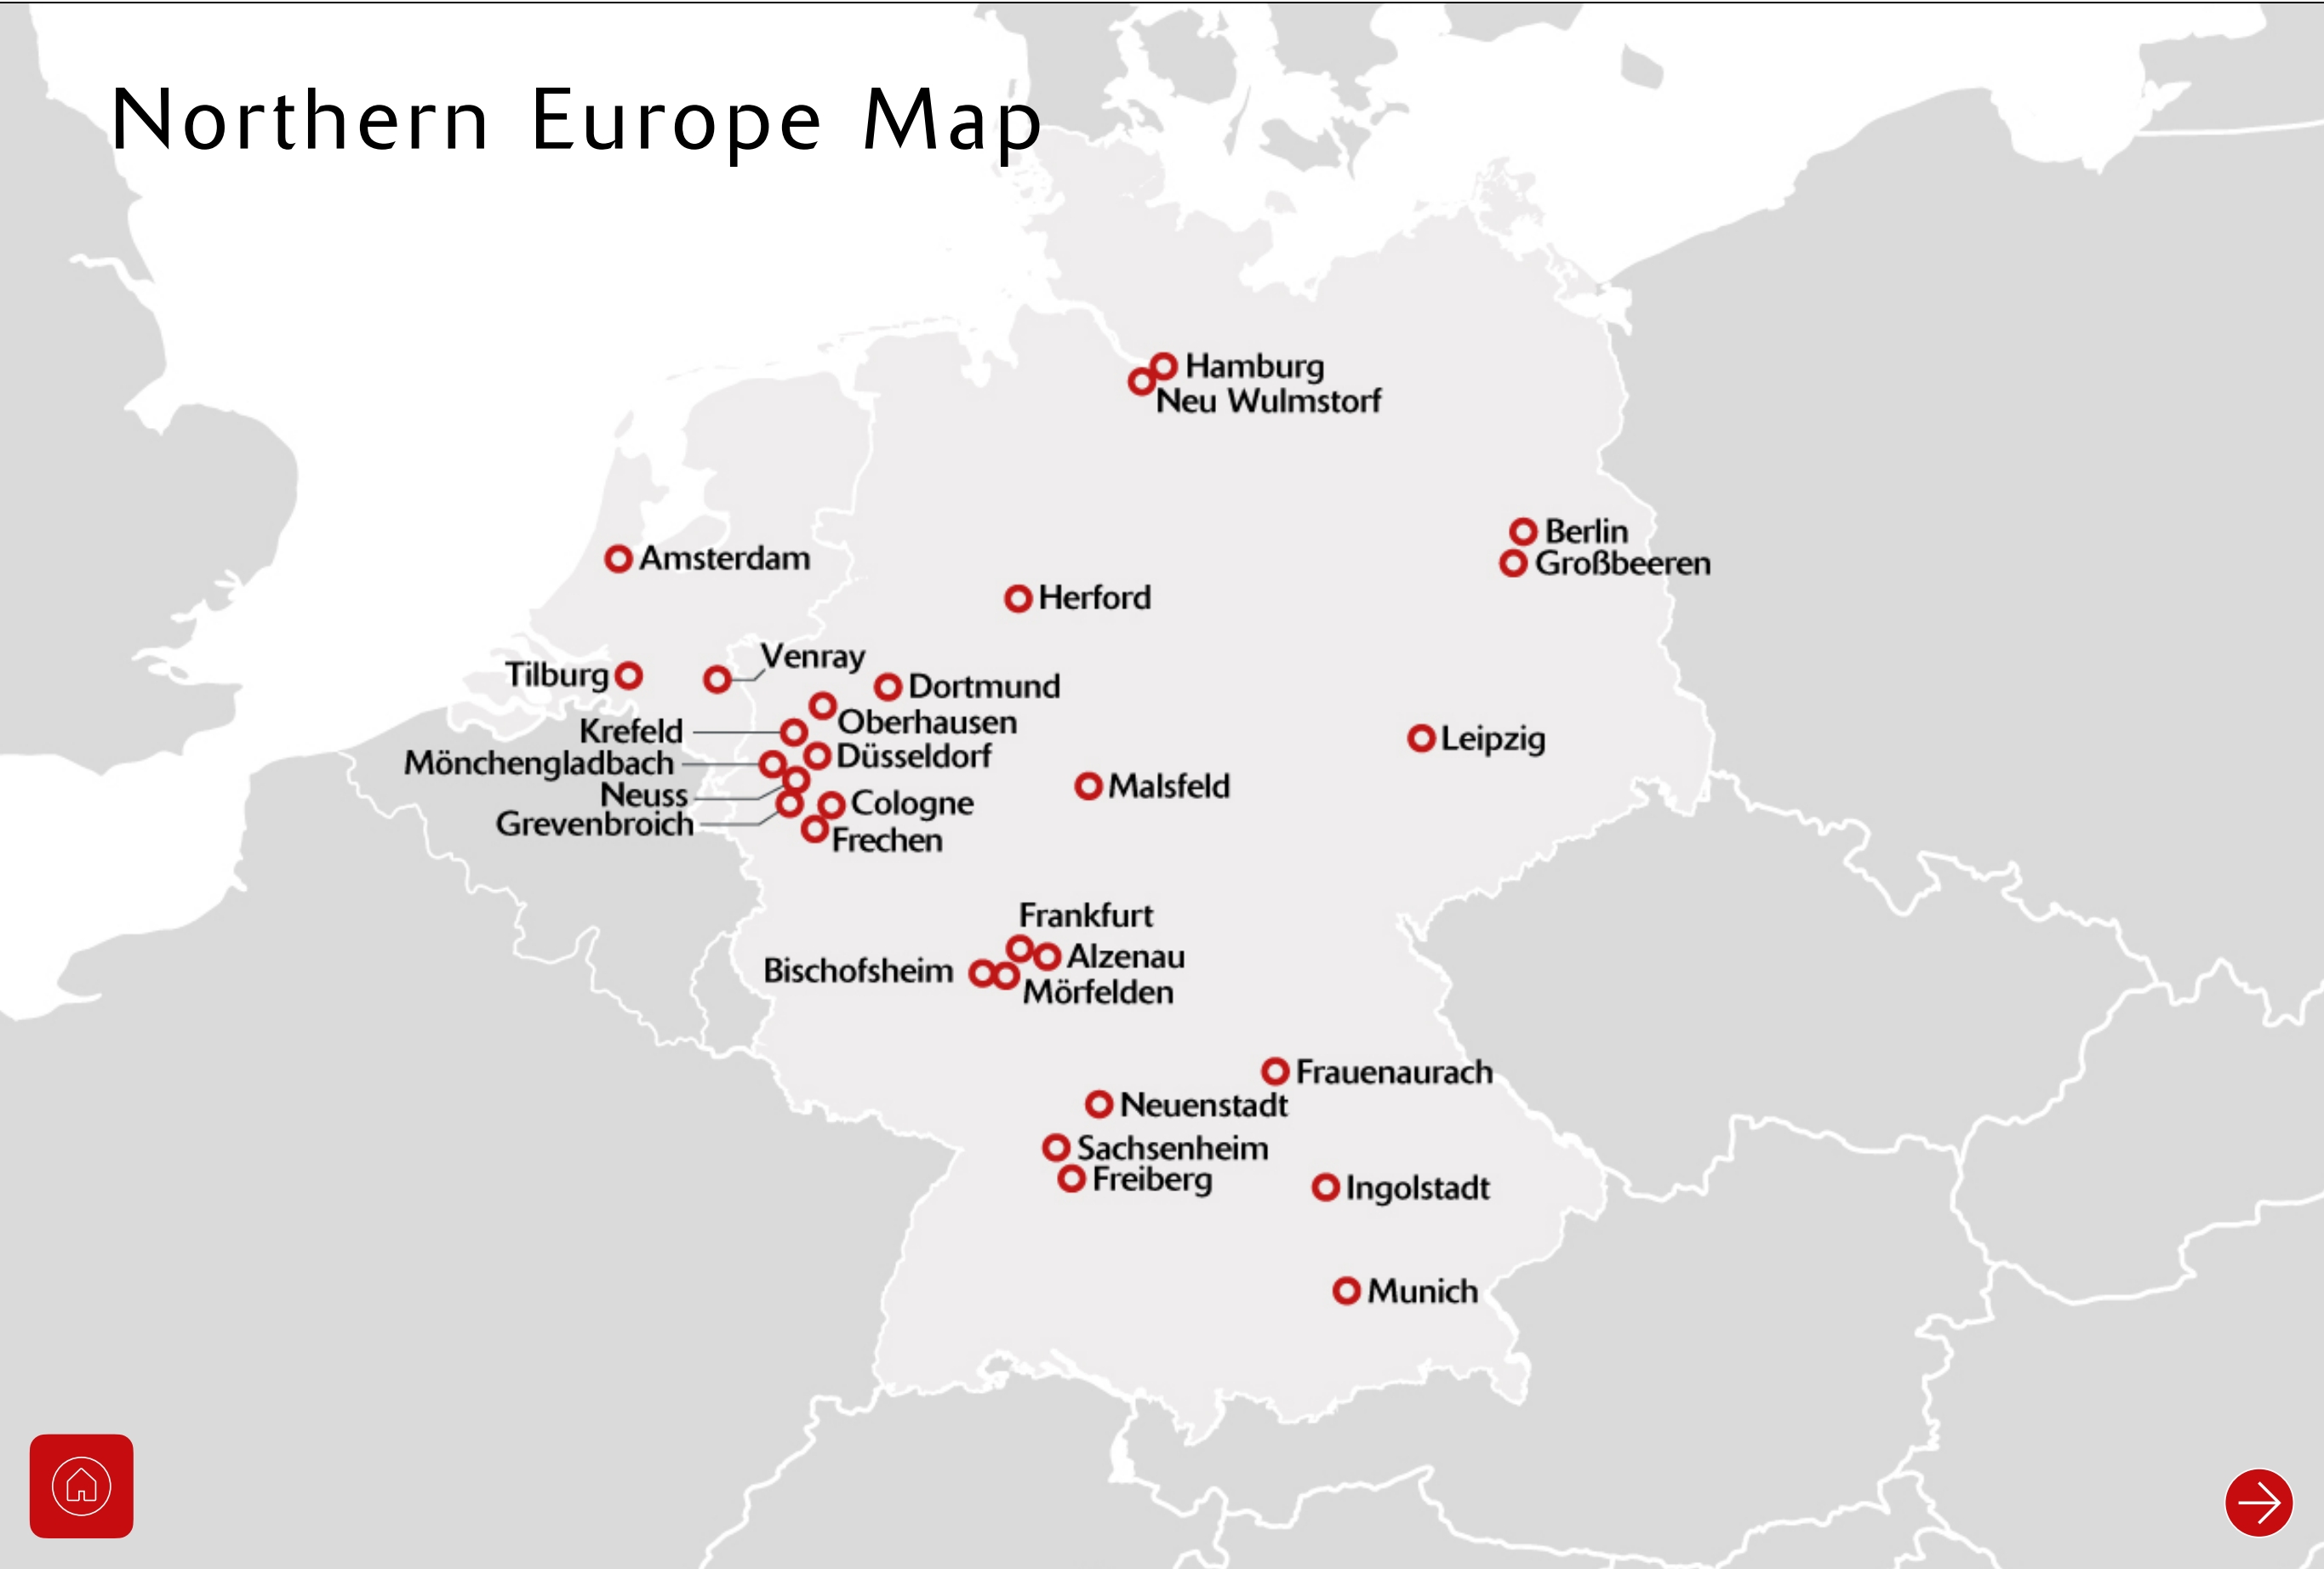 Northern Europe Map
Hamburg
Neu Wulmstorf
Berlin
Großbeeren
Amsterdam
Herford
Venray
Tilburg
Dortmund
Oberhausen
Krefeld
Leipzig
Düsseldorf
Mönchengladbach
Malsfeld
Neuss
Cologne
Grevenbroich
Frechen
Frankfurt
Alzenau
Bischofsheim
Mörfelden
Frauenaurach
Neuenstadt
Sachsenheim
Freiberg
Ingolstadt
Munich